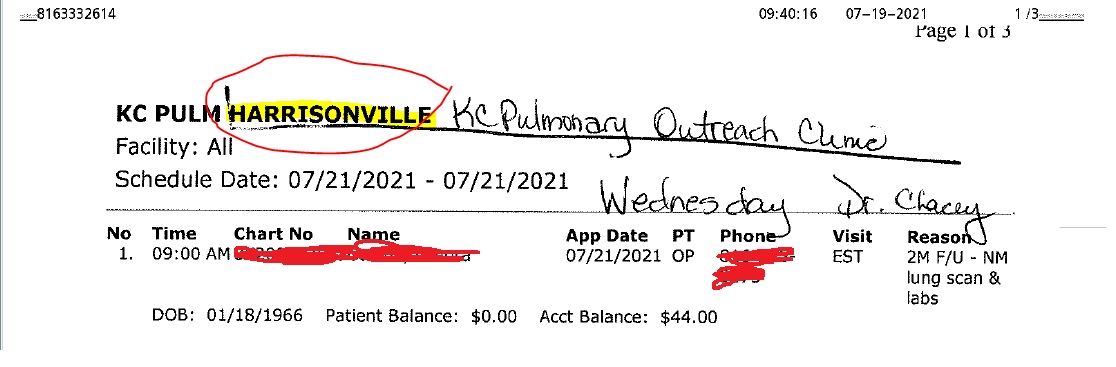 8163332614 09:40:16 07-19-2021 1 /3
Page 1 of 3
KC PULM HARRISONVILLE KC Pulmonary Outreach Clinic
Facility: All
Schedule Date: 07/21/2021 - 07/21/2021 Wednesday Dr. Chacey
No Time Chart No Name App Date PT Phone Visit Reason
1. 09:00 AM 07/21/2021 OP EST 2M F/U - NM
lung scan &
labs
DOB: 01/18/1966 Patient Balance: $0.00 Acct Balance: $44.00